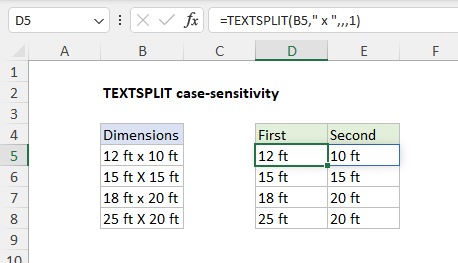 D5 fx =TEXTSPLIT(B5," x ",,,1)
A B C D E F
1
2 TEXTSPLIT case-sensitivity
3
4 Dimensions First Second
5 12 ft x 10 ft 12 ft 10 ft
6 15 ft X 15 ft 15 ft 15 ft
7 18 ft x 20 ft 18 ft 20 ft
8 25 ft X 20 ft 25 ft 20 ft
9
10